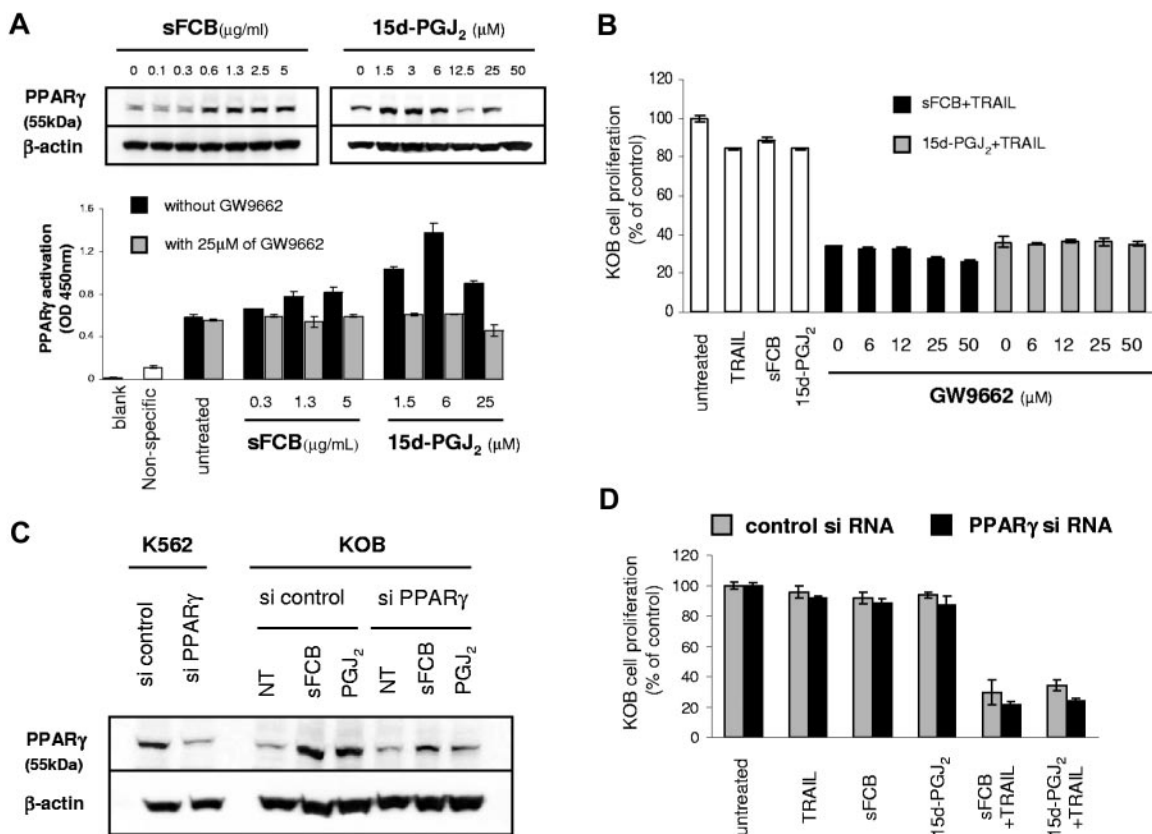 A
sFCB(μg/ml)
15d-PGJ2 (μM)
0 0.1 0.3 0.6 1.3 2.5 5
0 1.5 3 6 12.5 25 50
PPARγ
(55kDa)
β-actin
without GW9662
with 25μM of GW9662
PPARγ activation
(OD 450nm)
1.6
1.2
0.8
0.4
0
blank
Non-specific
untreated
0.3 1.3 5
1.5 6 25
sFCB(μg/mL)
15d-PGJ2 (μM)
B
sFCB+TRAIL
15d-PGJ2+TRAIL
KOB cell proliferation
(% of control)
120
100
80
60
40
20
0
untreated
TRAIL
sFCB
15d-PGJ2
0 6 12 25 50
0 6 12 25 50
GW9662 (μM)
C
K562
KOB
si control
si PPARγ
si control
si PPARγ
NT
sFCB
PGJ2
NT
sFCB
PGJ2
PPARγ
(55kDa)
β-actin
D
control si RNA
PPARγ si RNA
KOB cell proliferation
(% of control)
120
100
80
60
40
20
0
untreated
TRAIL
sFCB
15d-PGJ2
sFCB
+TRAIL
15d-PGJ2
+TRAIL